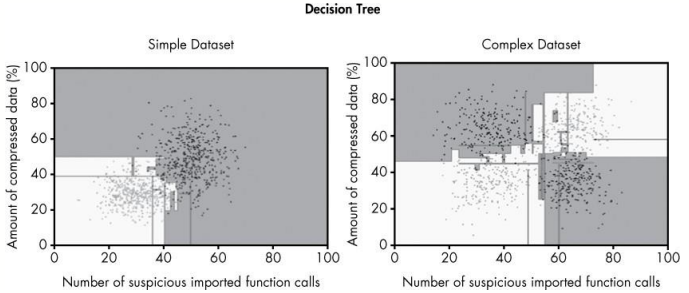 Decision Tree
Simple Dataset
Amount of compressed data (%)
100
80
60
40
20
0
0 20 40 60 80 100
Number of suspicious imported function calls
Complex Dataset
Amount of compressed data (%)
100
80
60
40
20
0
0 20 40 60 80 100
Number of suspicious imported function calls